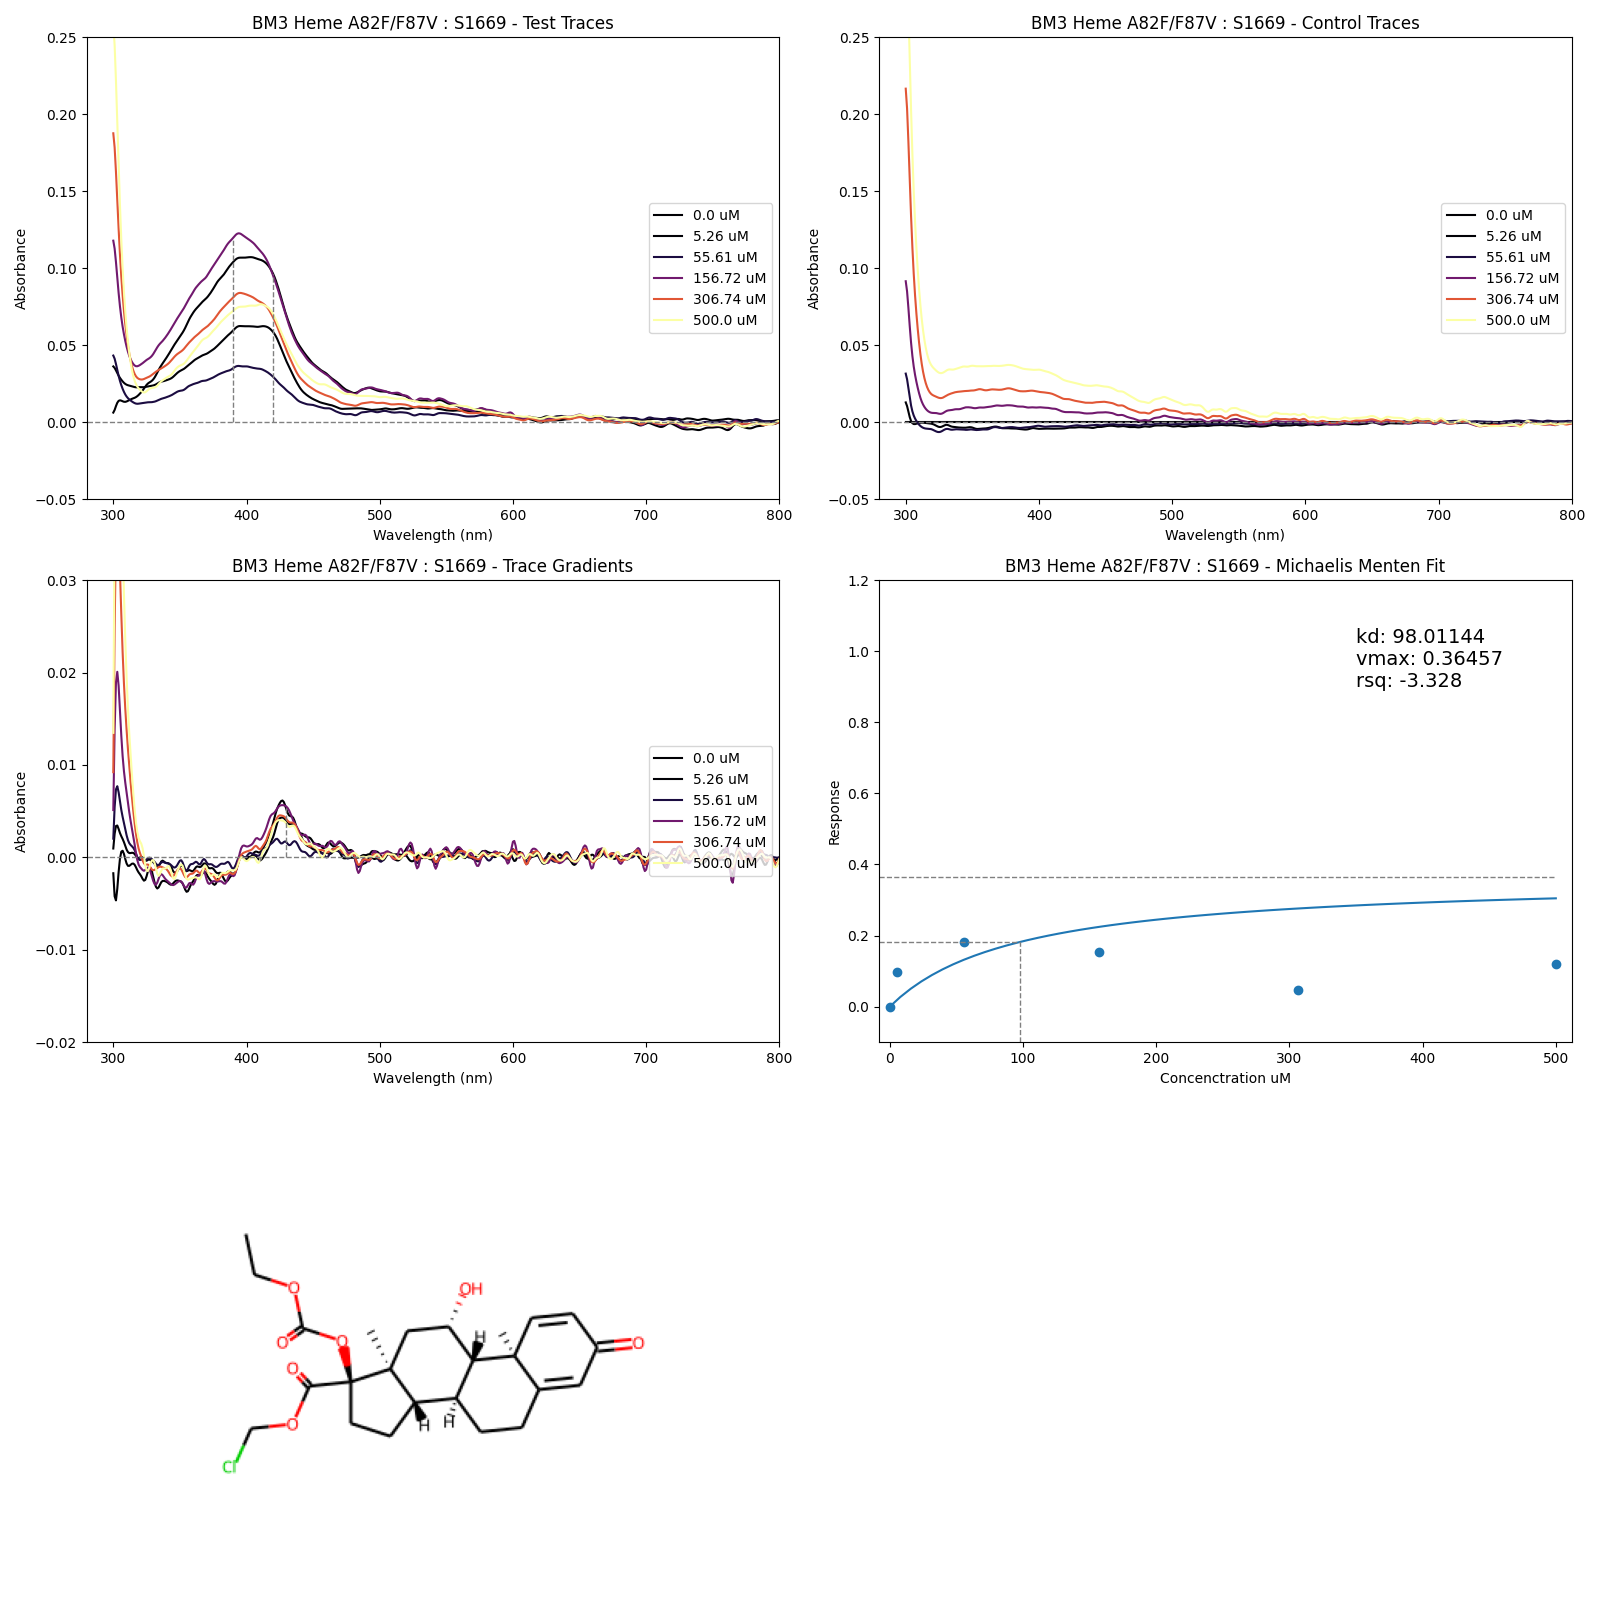 BM3 Heme A82F/F87V : S1669 - Test Traces
0.25
0.20
0.15
0.10
0.05
0.00
−0.05
Absorbance
300 400 500 600 700 800
Wavelength (nm)
0.0 uM
5.26 uM
55.61 uM
156.72 uM
306.74 uM
500.0 uM
BM3 Heme A82F/F87V : S1669 - Control Traces
0.25
0.20
0.15
0.10
0.05
0.00
−0.05
Absorbance
300 400 500 600 700 800
Wavelength (nm)
0.0 uM
5.26 uM
55.61 uM
156.72 uM
306.74 uM
500.0 uM
BM3 Heme A82F/F87V : S1669 - Trace Gradients
0.03
0.02
0.01
0.00
−0.01
−0.02
Absorbance
300 400 500 600 700 800
Wavelength (nm)
0.0 uM
5.26 uM
55.61 uM
156.72 uM
306.74 uM
500.0 uM
BM3 Heme A82F/F87V : S1669 - Michaelis Menten Fit
1.2
1.0
0.8
0.6
0.4
0.2
0.0
Response
kd: 98.01144
vmax: 0.36457
rsq: -3.328
0 100 200 300 400 500
Concenctration uM
O
OH
O
O
H
O
O
H
H
O
Cl